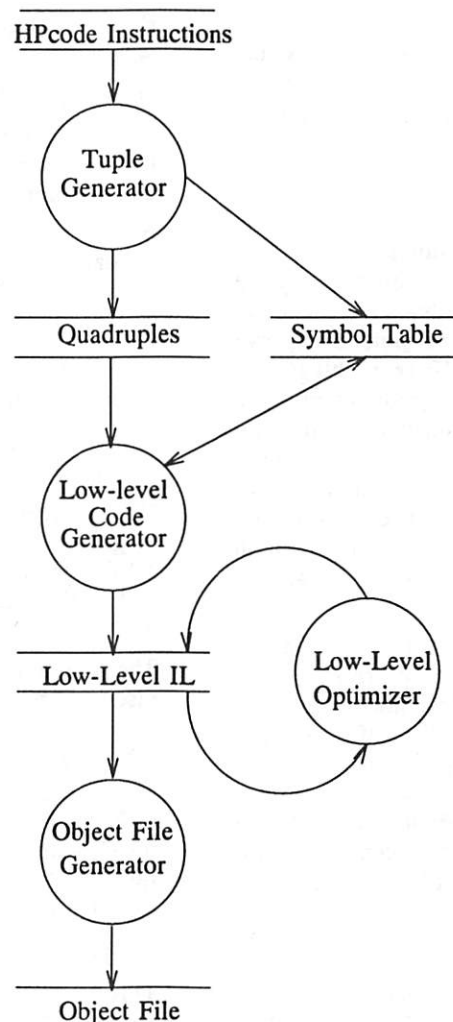 HPcode Instructions
Tuple
Generator
Quadruples
Symbol Table
Low-level
Code
Generator
Low-Level IL
Low-Level
Optimizer
Object File
Generator
Object File